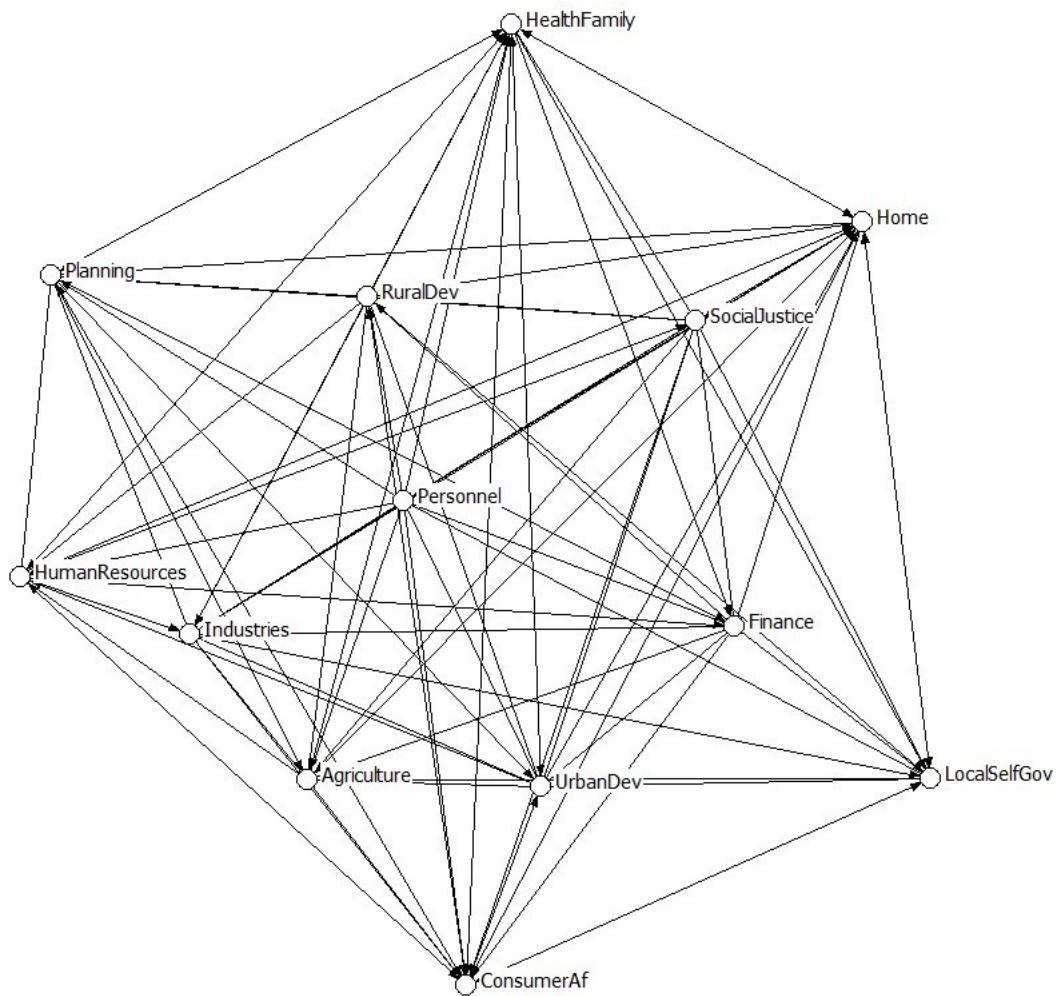 HealthFamily
Home
Planning
RuralDev
SocialJustice
Personnel
HumanResources
Industries
Finance
Agriculture
UrbanDev
LocalSelfGov
ConsumerAf